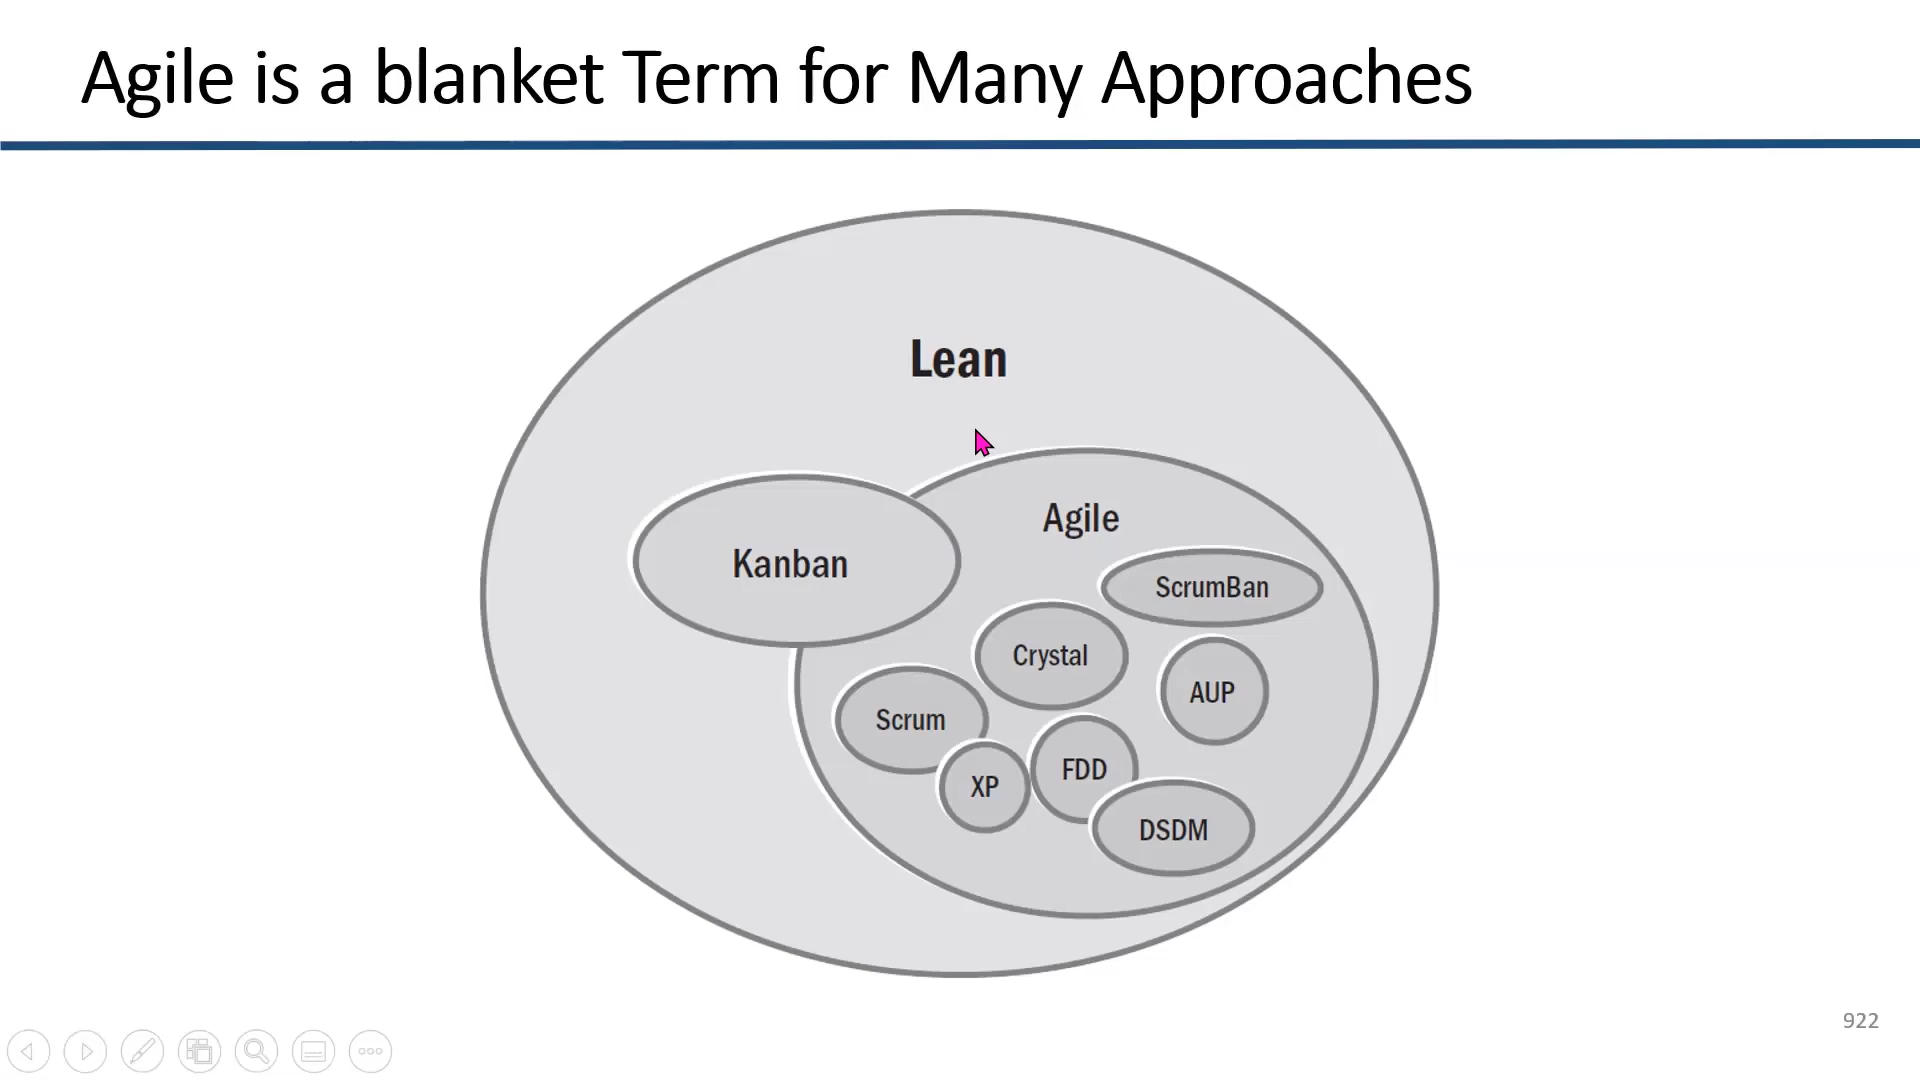 Agile is a blanket Term for Many Approaches
Lean
Agile
Kanban
ScrumBan
Crystal
AUP
Scrum
FDD
XP
DSDM
922